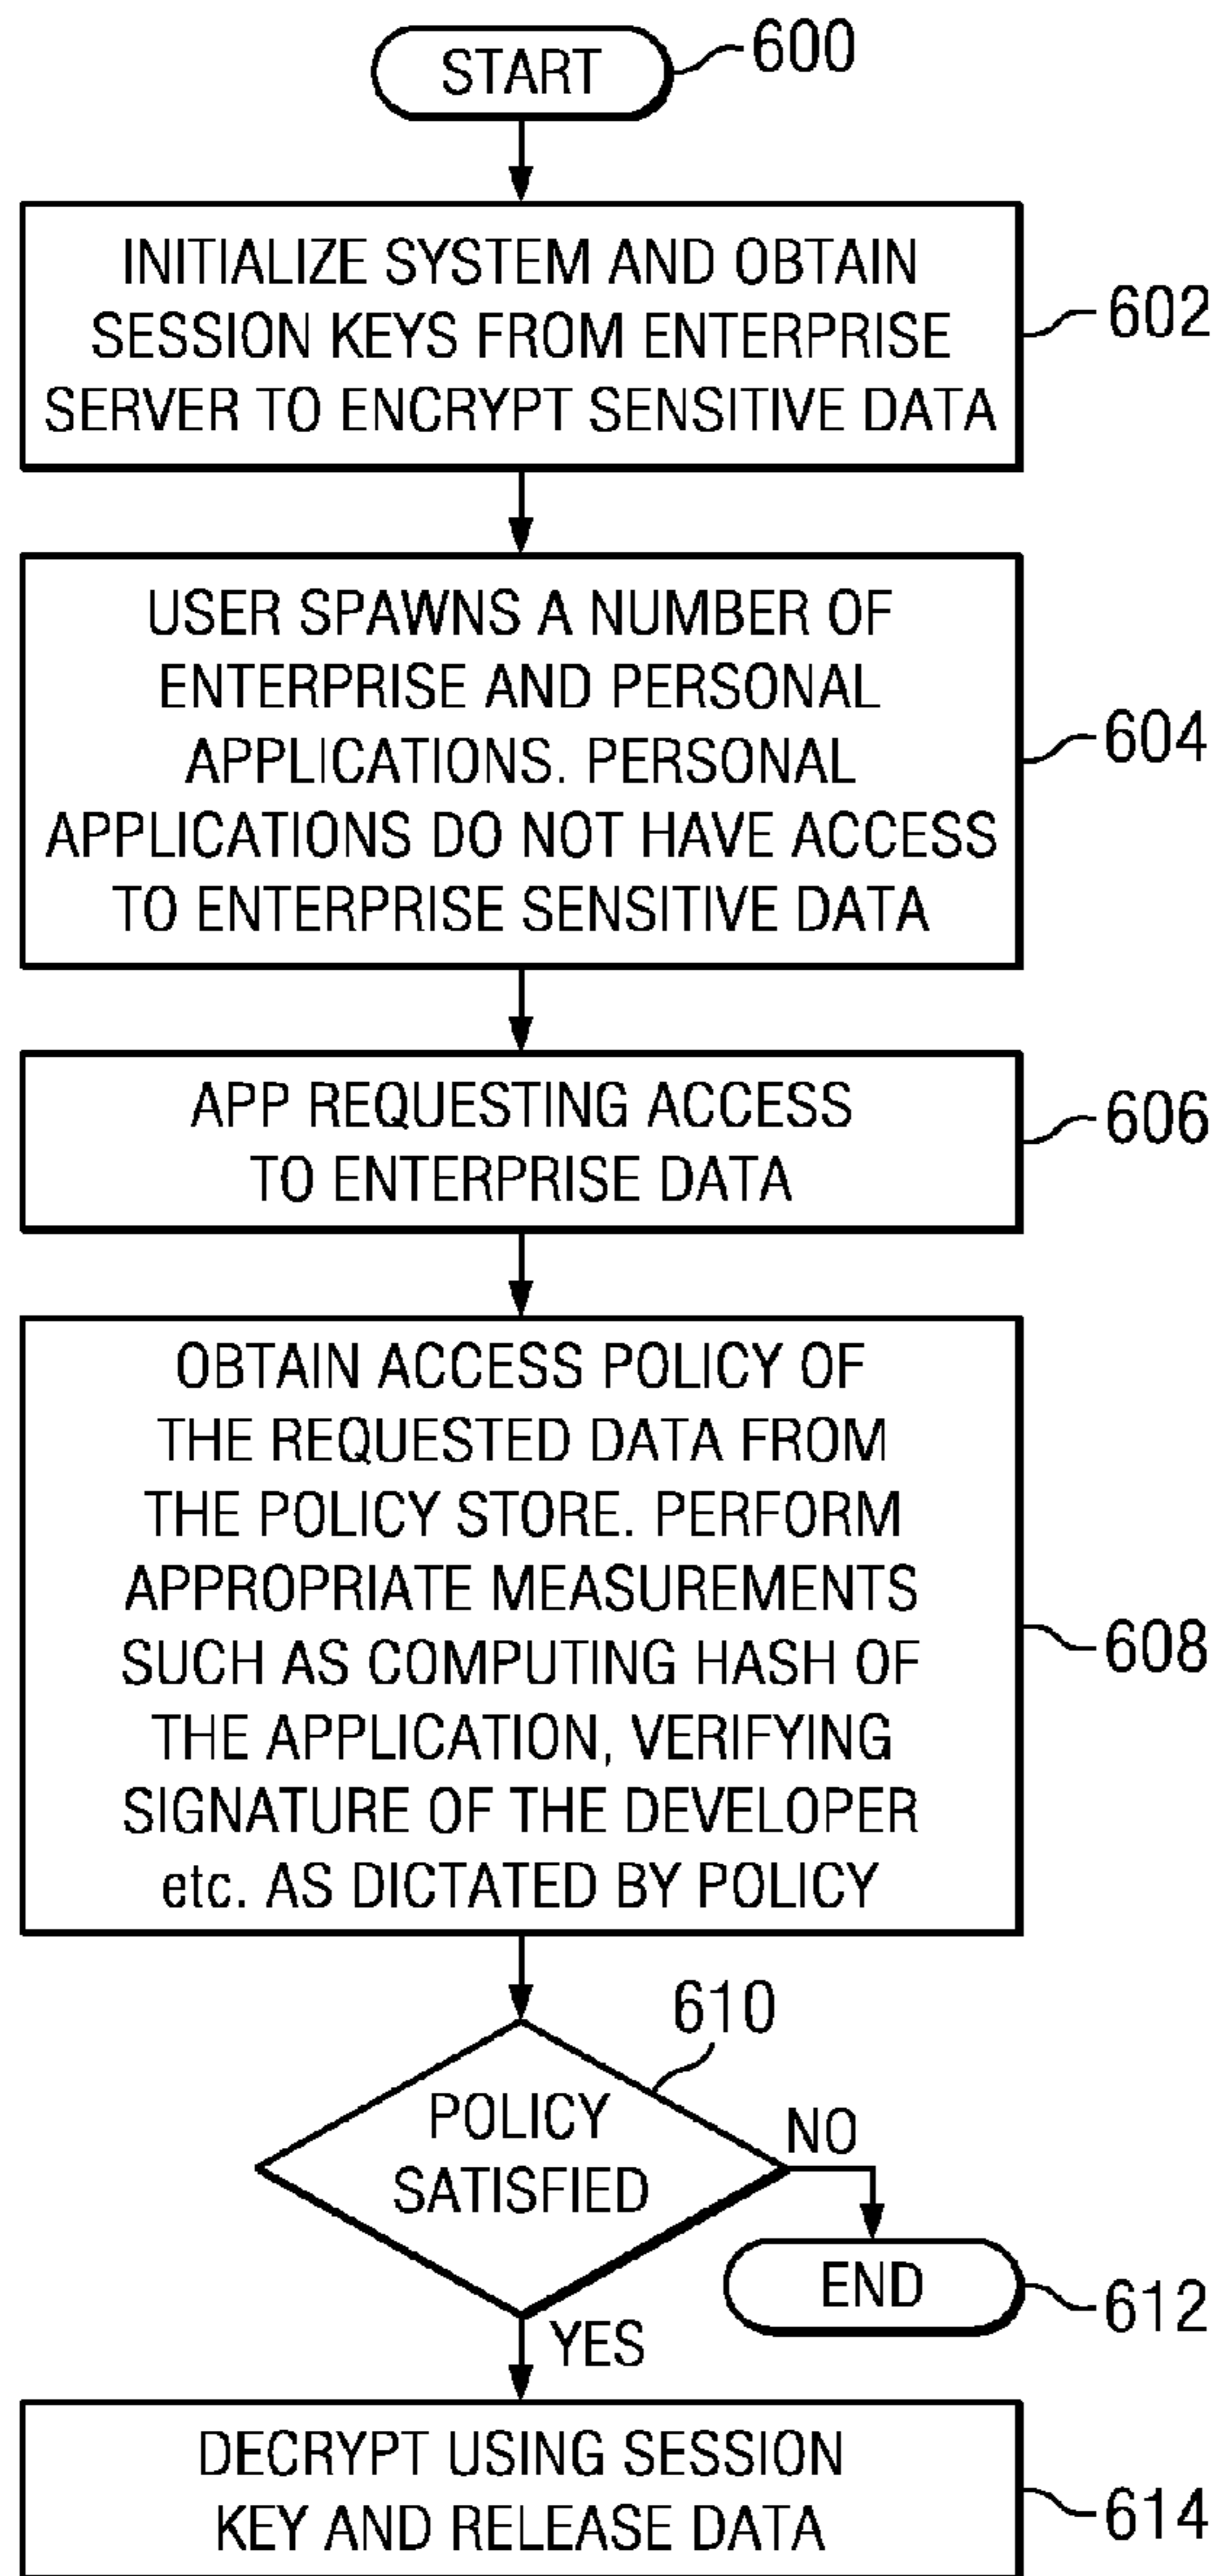 START
600
INITIALIZE SYSTEM AND OBTAIN
SESSION KEYS FROM ENTERPRISE
SERVER TO ENCRYPT SENSITIVE DATA
602
USER SPAWNS A NUMBER OF
ENTERPRISE AND PERSONAL
APPLICATIONS. PERSONAL
APPLICATIONS DO NOT HAVE ACCESS
TO ENTERPRISE SENSITIVE DATA
604
APP REQUESTING ACCESS
TO ENTERPRISE DATA
606
OBTAIN ACCESS POLICY OF
THE REQUESTED DATA FROM
THE POLICY STORE. PERFORM
APPROPRIATE MEASUREMENTS
SUCH AS COMPUTING HASH OF
THE APPLICATION, VERIFYING
SIGNATURE OF THE DEVELOPER
etc. AS DICTATED BY POLICY
608
610
POLICY
SATISFIED
NO
END
612
YES
DECRYPT USING SESSION
KEY AND RELEASE DATA
614